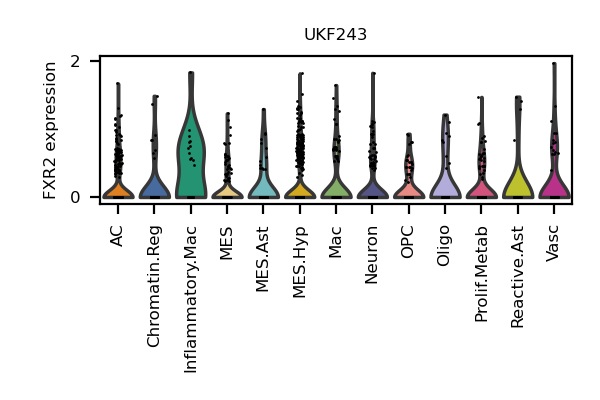 UKF243
FXR2 expression
2
0
AC
Chromatin.Reg
Inflammatory.Mac
MES
MES.Ast
MES.Hyp
Mac
Neuron
OPC
Oligo
Prolif.Metab
Reactive.Ast
Vasc